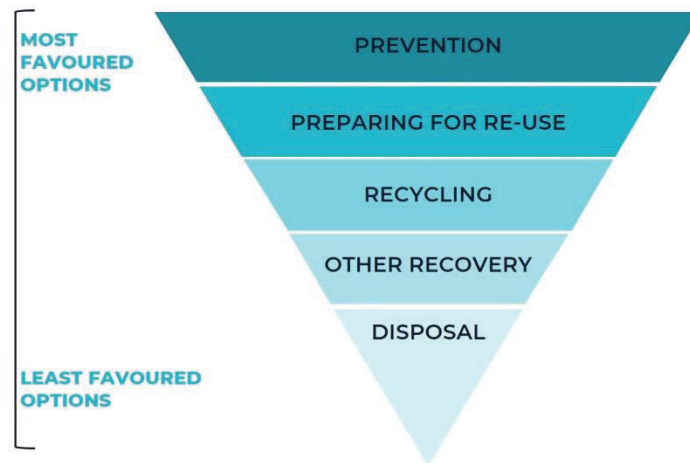 MOST
FAVOURED
OPTIONS
PREVENTION
PREPARING FOR RE-USE
RECYCLING
OTHER RECOVERY
DISPOSAL
LEAST FAVOURED
OPTIONS